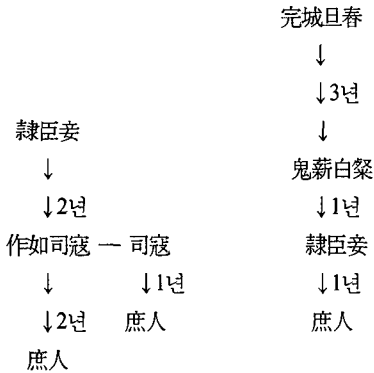 完城旦舂
↓
↓3년
隷臣妾 ↓
↓ 鬼薪白粲
↓2년 ↓1년
作如司寇 — 司寇 隷臣妾
↓ ↓1년 ↓1년
↓2년 庶人 庶人
庶人